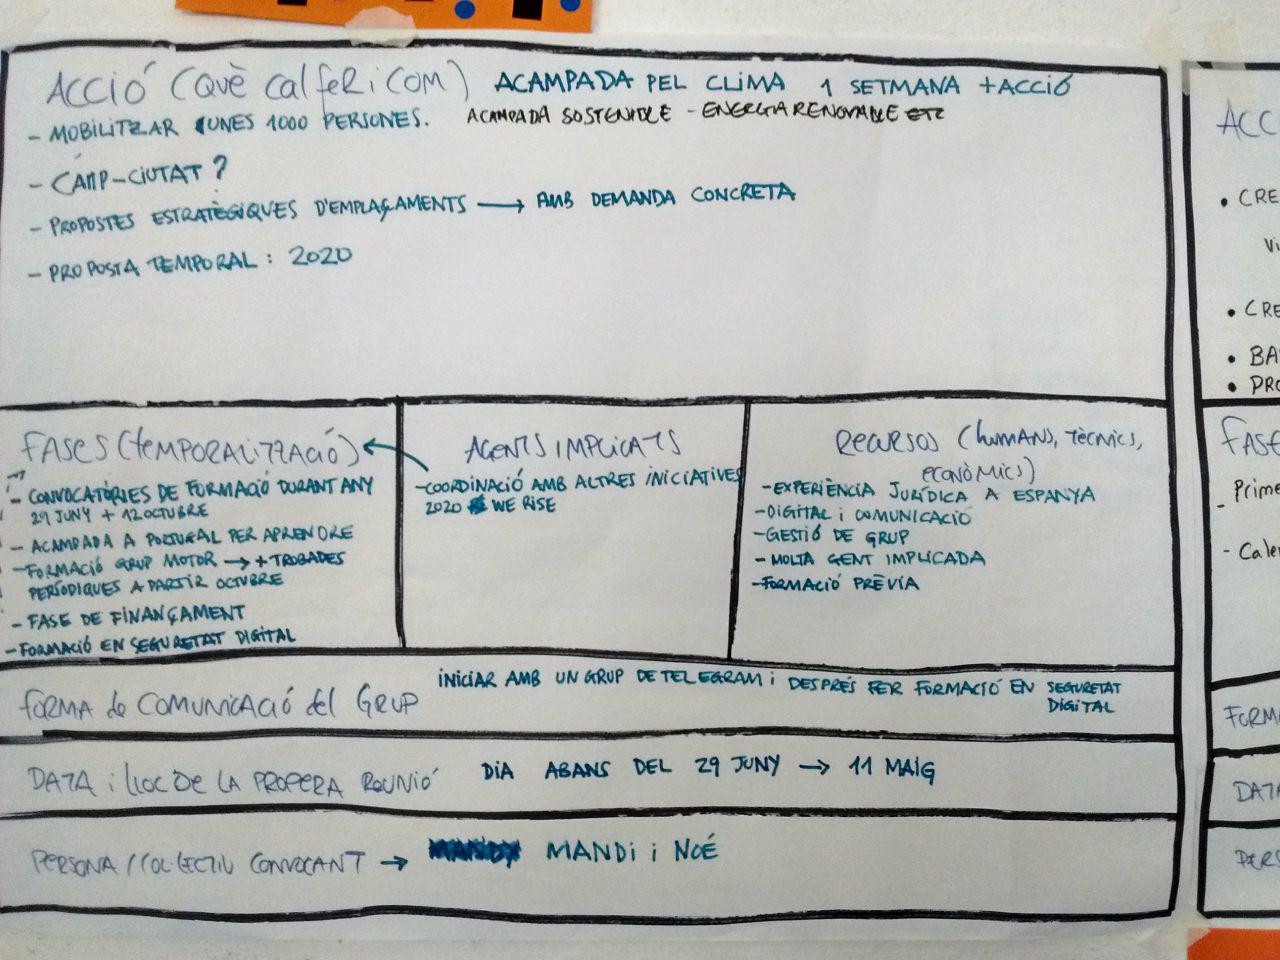 ACCIÓ (QUÈ CAL FER i COM) ACAMPADA PEL CLIMA 1 SETMANA + ACCIÓ
- MOBILITZAR UNES 1000 PERSONES. ACAMPADA SOSTENIBLE - ENERGIA RENOVABLE ETC
- CAMP-CIUTAT?
- PROPOSTES ESTRATÈGIQUES D'EMPLAÇAMENTS → AMB DEMANDA CONCRETA
- PROPOSTA TEMPORAL: 2020
FASES (TEMPORALITZACIÓ)
- CONVOCATÒRIES DE FORMACIÓ DURANT ANY
29 JUNY + 12 OCTUBRE
- ACAMPADA A PORTUGAL PER APRENDRE
- FORMACIÓ GRUP MOTOR → + TROBADES
PERIÒDIQUES A PARTIR OCTUBRE
- FASE DE FINANÇAMENT
- FORMACIÓ EN SEGURETAT DIGITAL
AGENTS IMPLICATS
- COORDINACIÓ AMB ALTRES INICIATIVES
2020 WE RISE
RECURSOS (humans, TÈCNICS,
ECONÒMICS)
- EXPERIÈNCIA JURÍDICA A ESPANYA
- DIGITAL i COMUNICACIÓ
- GESTIÓ DE GRUP
- MOLTA GENT IMPLICADA
- FORMACIÓ PRÈVIA
FORMA de COMUNICACIÓ del GRUP INICIAR AMB UN GRUP DE TELEGRAM i DESPRÉS FER FORMACIÓ EN SEGURETAT
DIGITAL
DATA i LLOC DE LA PROPERA REUNIÓ DIA ABANS DEL 29 JUNY → 11 MAIG
PERSONA/COL·LECTIU CONVOCANT → MANDY MANDI i NOÉ
ACC
• CRE
Vi
• CRE
• BA
• PRO
FASE
Prime
-
- Cale
FORMA
DATA
PERS